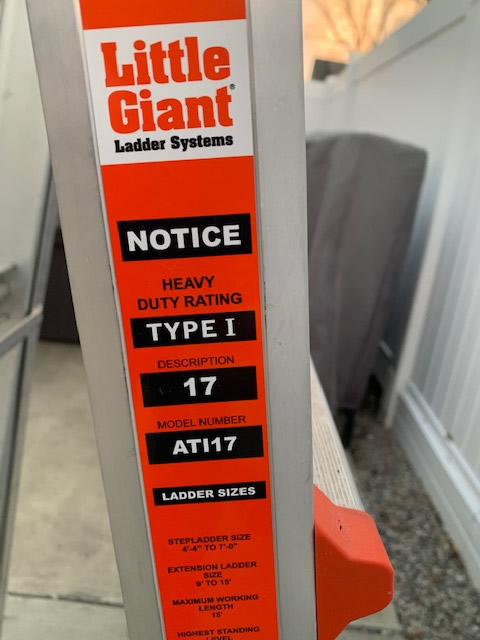 Little
Giant®
Ladder Systems
NOTICE
HEAVY
DUTY RATING
TYPE I
DESCRIPTION
17
MODEL NUMBER
ATI17
LADDER SIZES
STEPLADDER SIZE
4'-4" TO 7'-0"
EXTENSION LADDER
SIZE
9' TO 15'
MAXIMUM WORKING
LENGTH
15'
HIGHEST STANDING
LEVEL